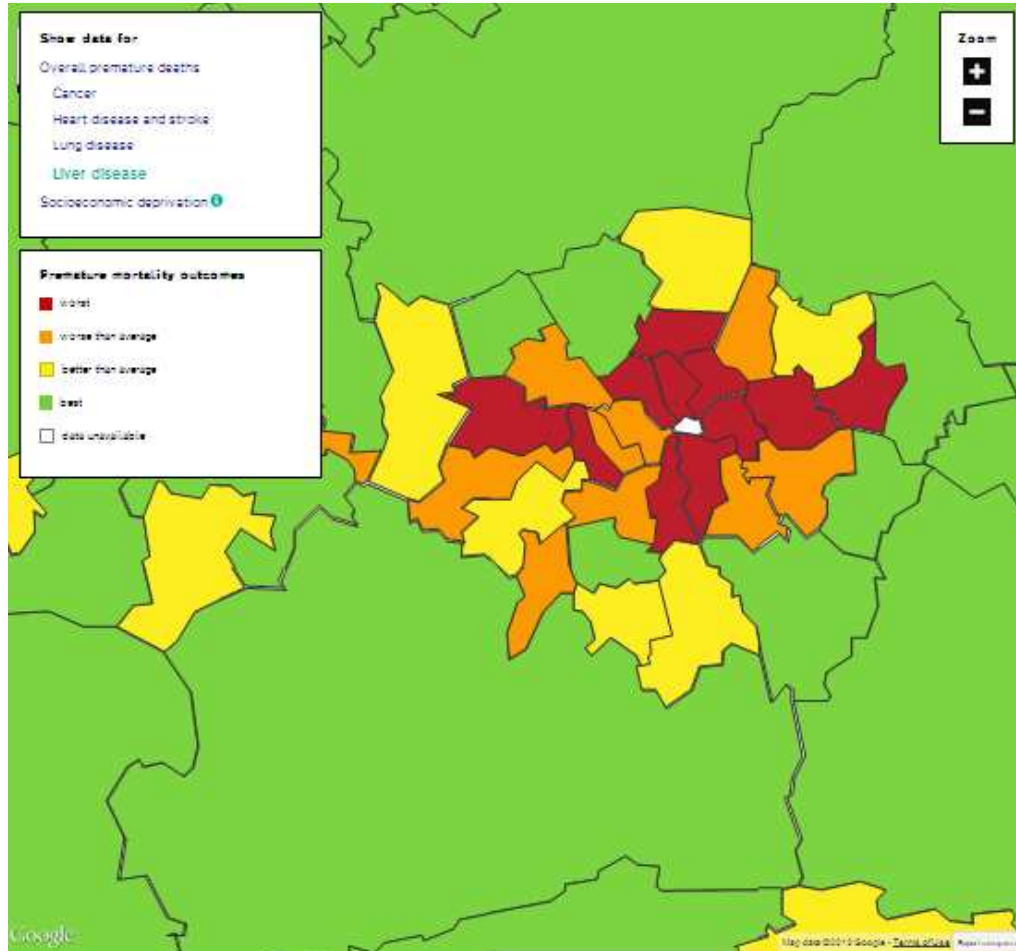 Show data for
Overall premature deaths
Cancer
Heart disease and stroke
Lung disease
Liver disease
Socioeconomic deprivation i
Premature mortality outcomes
worst
worse than average
better than average
best
data unavailable
Zoom
+
−
Google
Map data ©2013 Google - Terms of Use